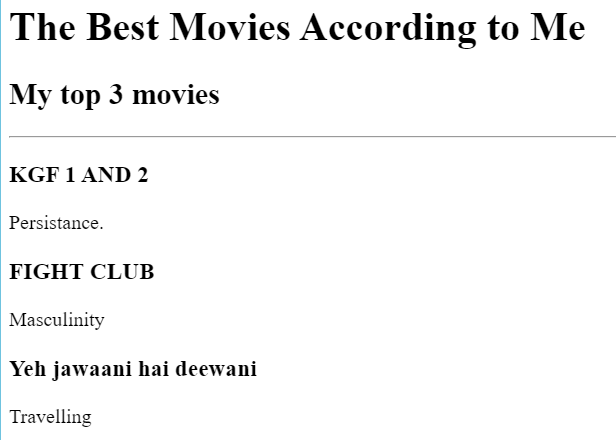 The Best Movies According to Me
My top 3 movies
KGF 1 AND 2
Persistance.
FIGHT CLUB
Masculinity
Yeh jawaani hai deewani
Travelling